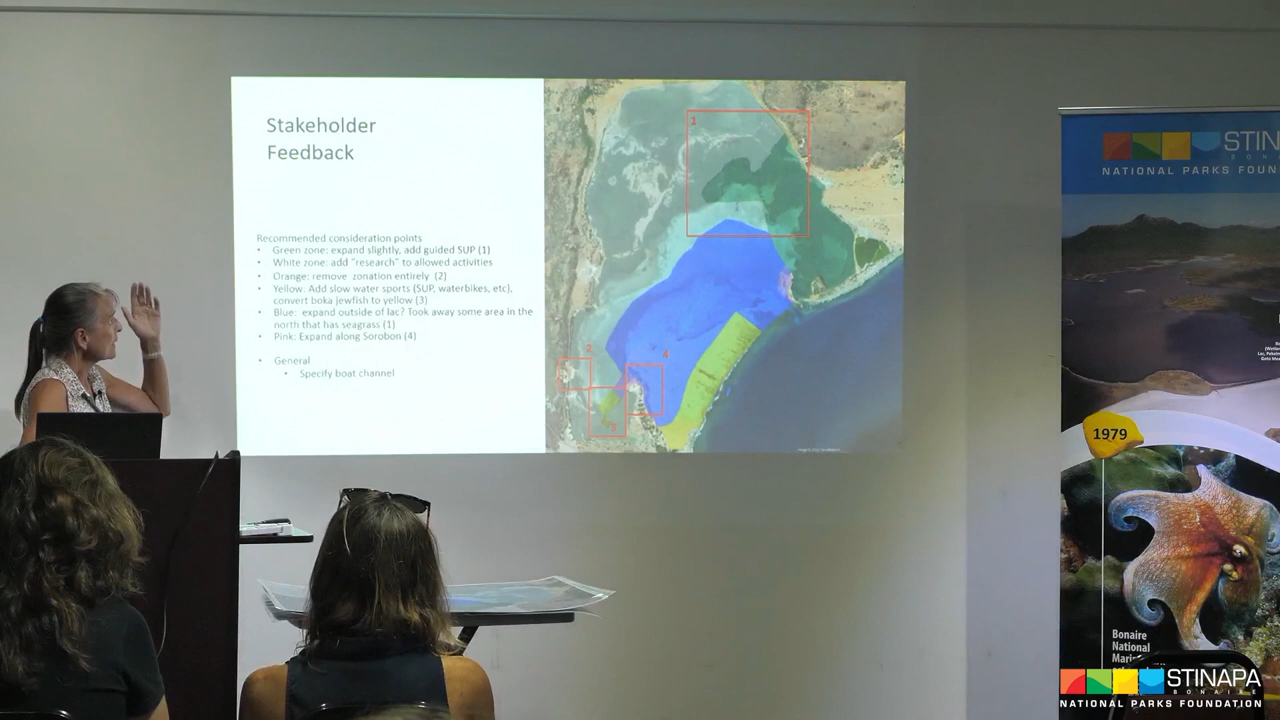 Stakeholder
Feedback
Recommended consideration points
• Green zone: expand slightly, add guided SUP (1)
• White zone: add "research" to allowed activities
• Orange: remove zonation entirely (2)
• Yellow: Add slow water sports (SUP, waterbikes, etc),
convert boka jewfish to yellow (3)
• Blue: expand outside of lac? Took away some area in the
north that has seagrass (1)
• Pink: Expand along Sorobon (4)
• General
• Specify boat channel
1
2
4
STINA
BONAI
NATIONAL PARKS FOUN
1979
Bonaire
National
STINAPA
BONAIRE
NATIONAL PARKS FOUNDATION